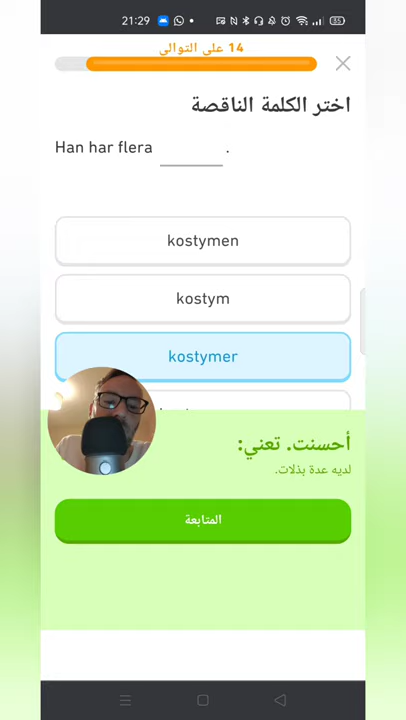 21:29
14 على التوالي
اختر الكلمة الناقصة
Han har flera ______.
kostymen
kostym
kostymer
أحسنت. تعني:
لديه عدة بذلات.
المتابعة